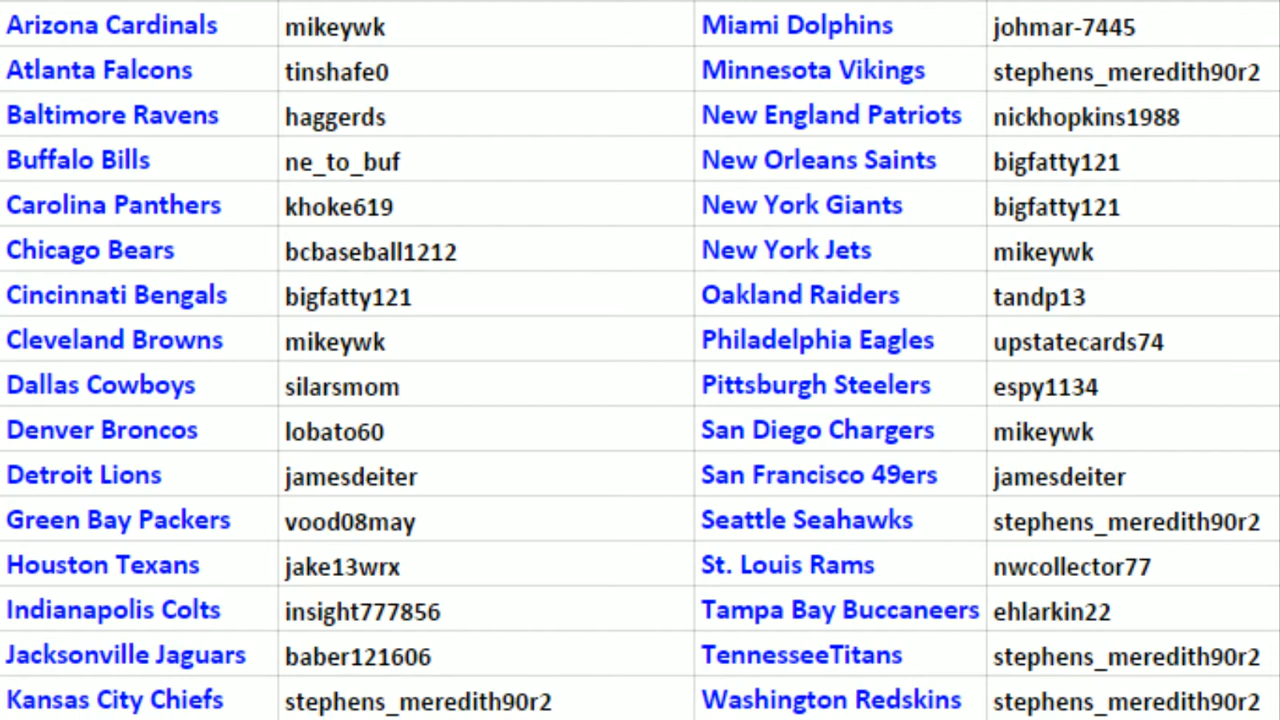 Arizona Cardinals mikeywk Miami Dolphins johmar-7445
Atlanta Falcons tinshafe0 Minnesota Vikings stephens_meredith90r2
Baltimore Ravens haggerds New England Patriots nickhopkins1988
Buffalo Bills ne_to_buf New Orleans Saints bigfatty121
Carolina Panthers khoke619 New York Giants bigfatty121
Chicago Bears bcbaseball1212 New York Jets mikeywk
Cincinnati Bengals bigfatty121 Oakland Raiders tandp13
Cleveland Browns mikeywk Philadelphia Eagles upstatecards74
Dallas Cowboys silarsmom Pittsburgh Steelers espy1134
Denver Broncos lobato60 San Diego Chargers mikeywk
Detroit Lions jamesdeiter San Francisco 49ers jamesdeiter
Green Bay Packers vood08may Seattle Seahawks stephens_meredith90r2
Houston Texans jake13wrx St. Louis Rams nwcollector77
Indianapolis Colts insight777856 Tampa Bay Buccaneers ehlarkin22
Jacksonville Jaguars baber121606 TennesseeTitans stephens_meredith90r2
Kansas City Chiefs stephens_meredith90r2 Washington Redskins stephens_meredith90r2